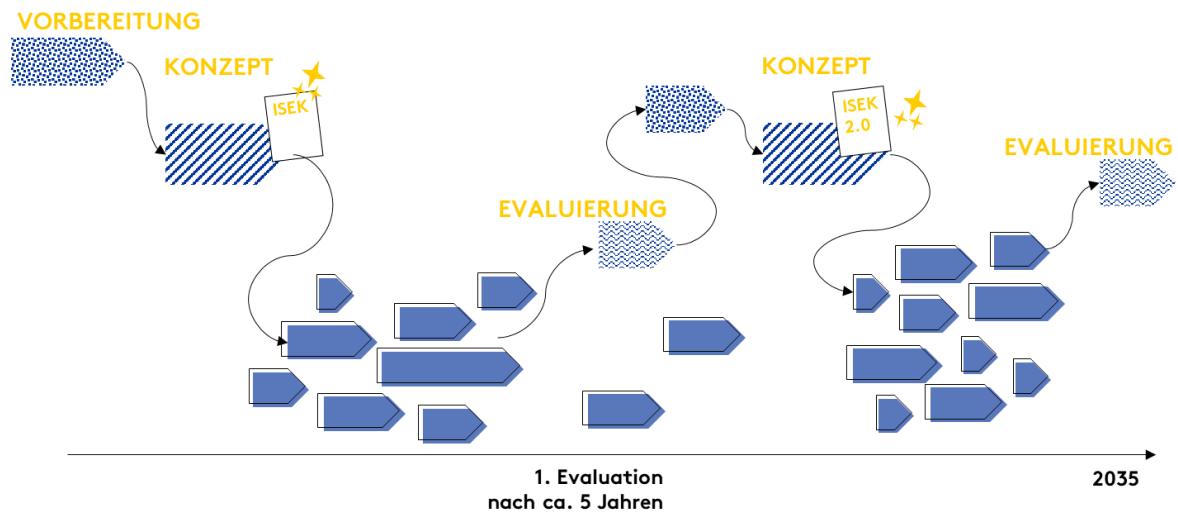 VORBEREITUNG
KONZEPT
ISEK
EVALUIERUNG
KONZEPT
ISEK
2.0
EVALUIERUNG
1. Evaluation
nach ca. 5 Jahren
2035